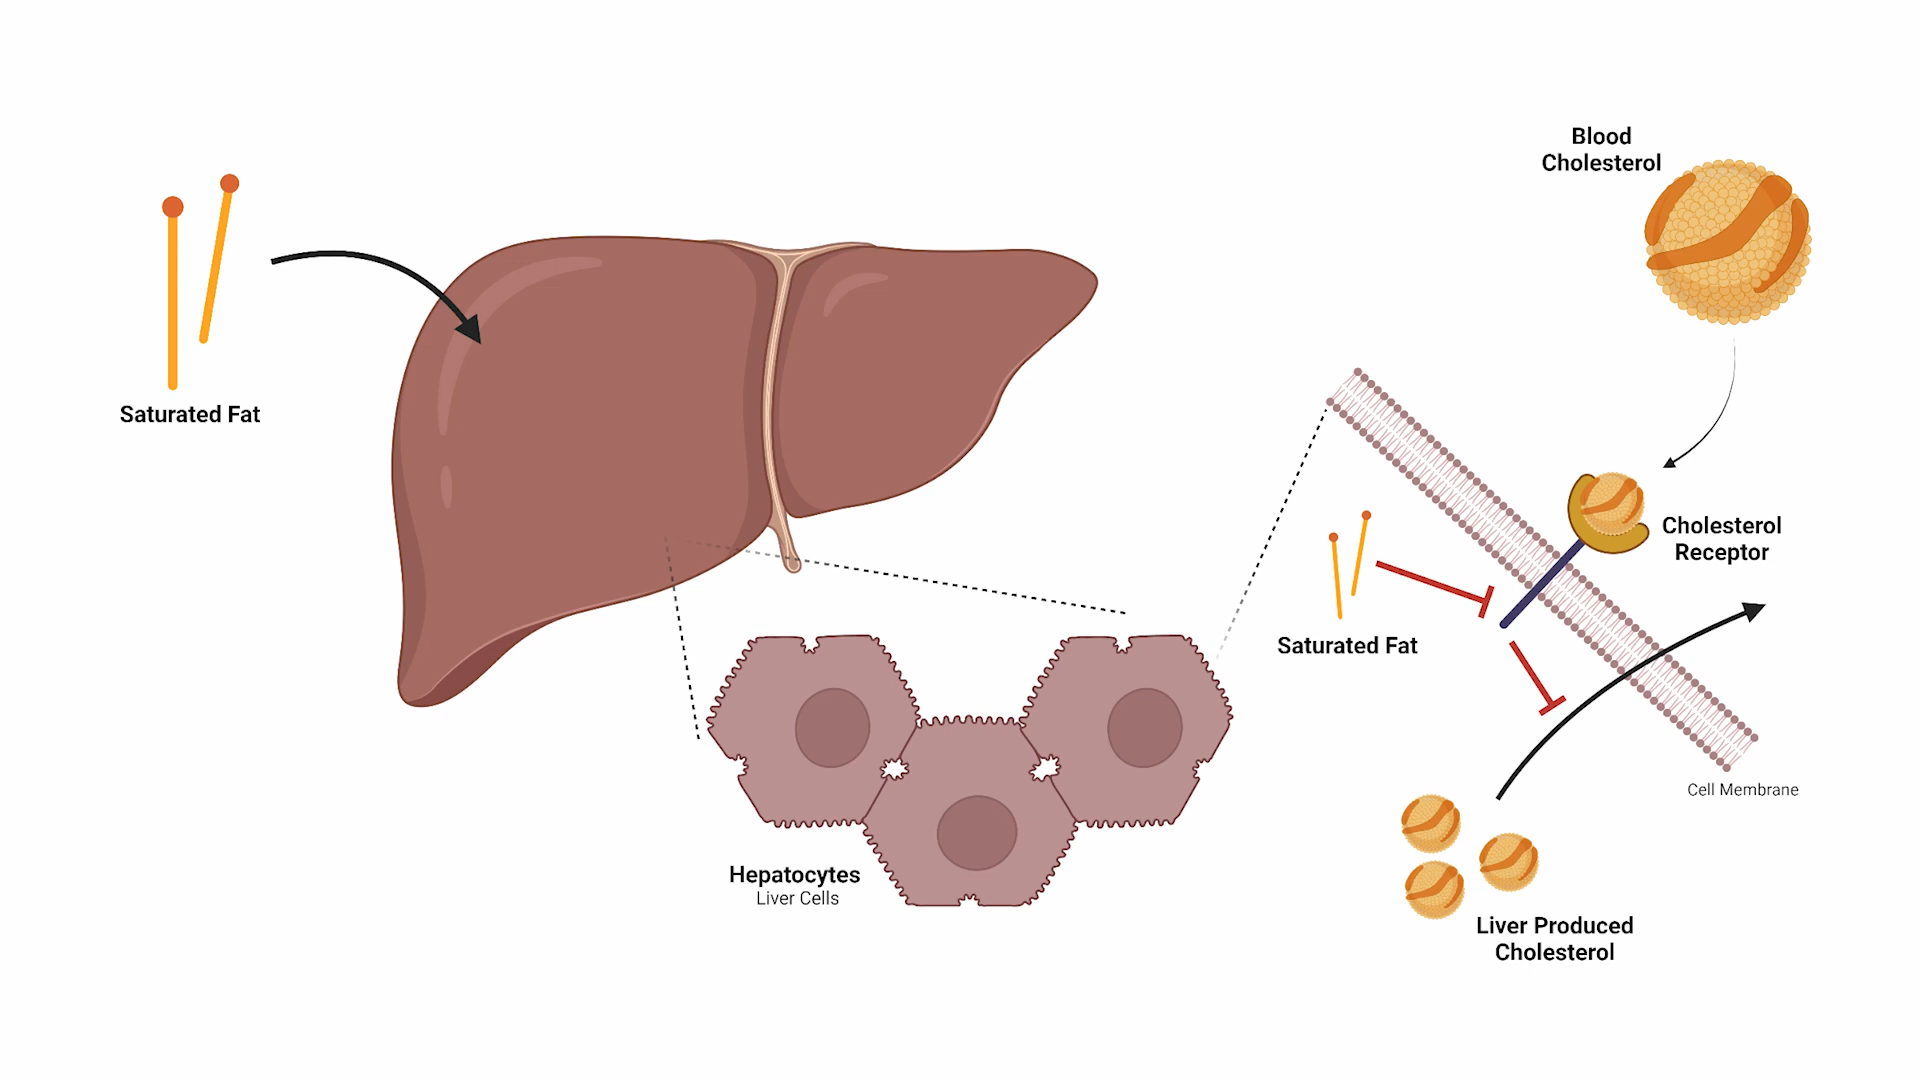 Blood
Cholesterol
Saturated Fat
Cholesterol
Receptor
Saturated Fat
Cell Membrane
Hepatocytes
Liver Cells
Liver Produced
Cholesterol